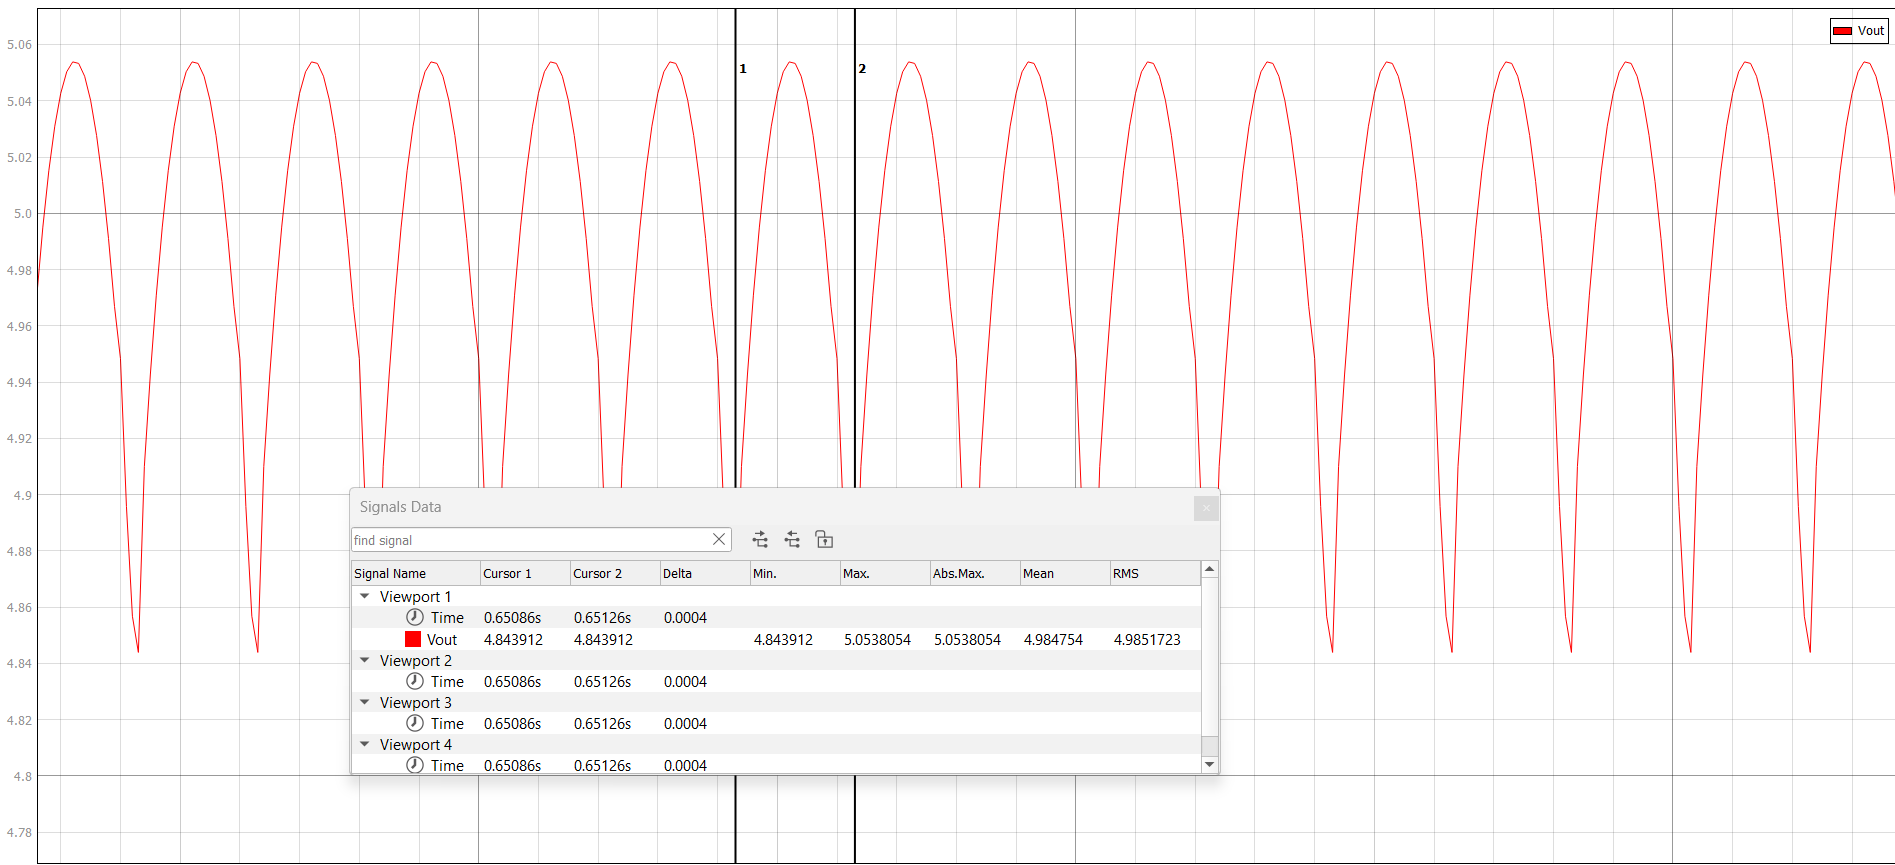 Vout
5.06
1
2
5.04
5.02
5.0
4.98
4.96
4.94
4.92
4.9
4.88
4.86
4.84
4.82
4.8
4.78
Signals Data
find signal
Signal Name Cursor 1 Cursor 2 Delta Min. Max. Abs.Max. Mean RMS
Viewport 1
Time 0.65086s 0.65126s 0.0004
Vout 4.843912 4.843912 4.843912 5.0538054 5.0538054 4.984754 4.9851723
Viewport 2
Time 0.65086s 0.65126s 0.0004
Viewport 3
Time 0.65086s 0.65126s 0.0004
Viewport 4
Time 0.65086s 0.65126s 0.0004